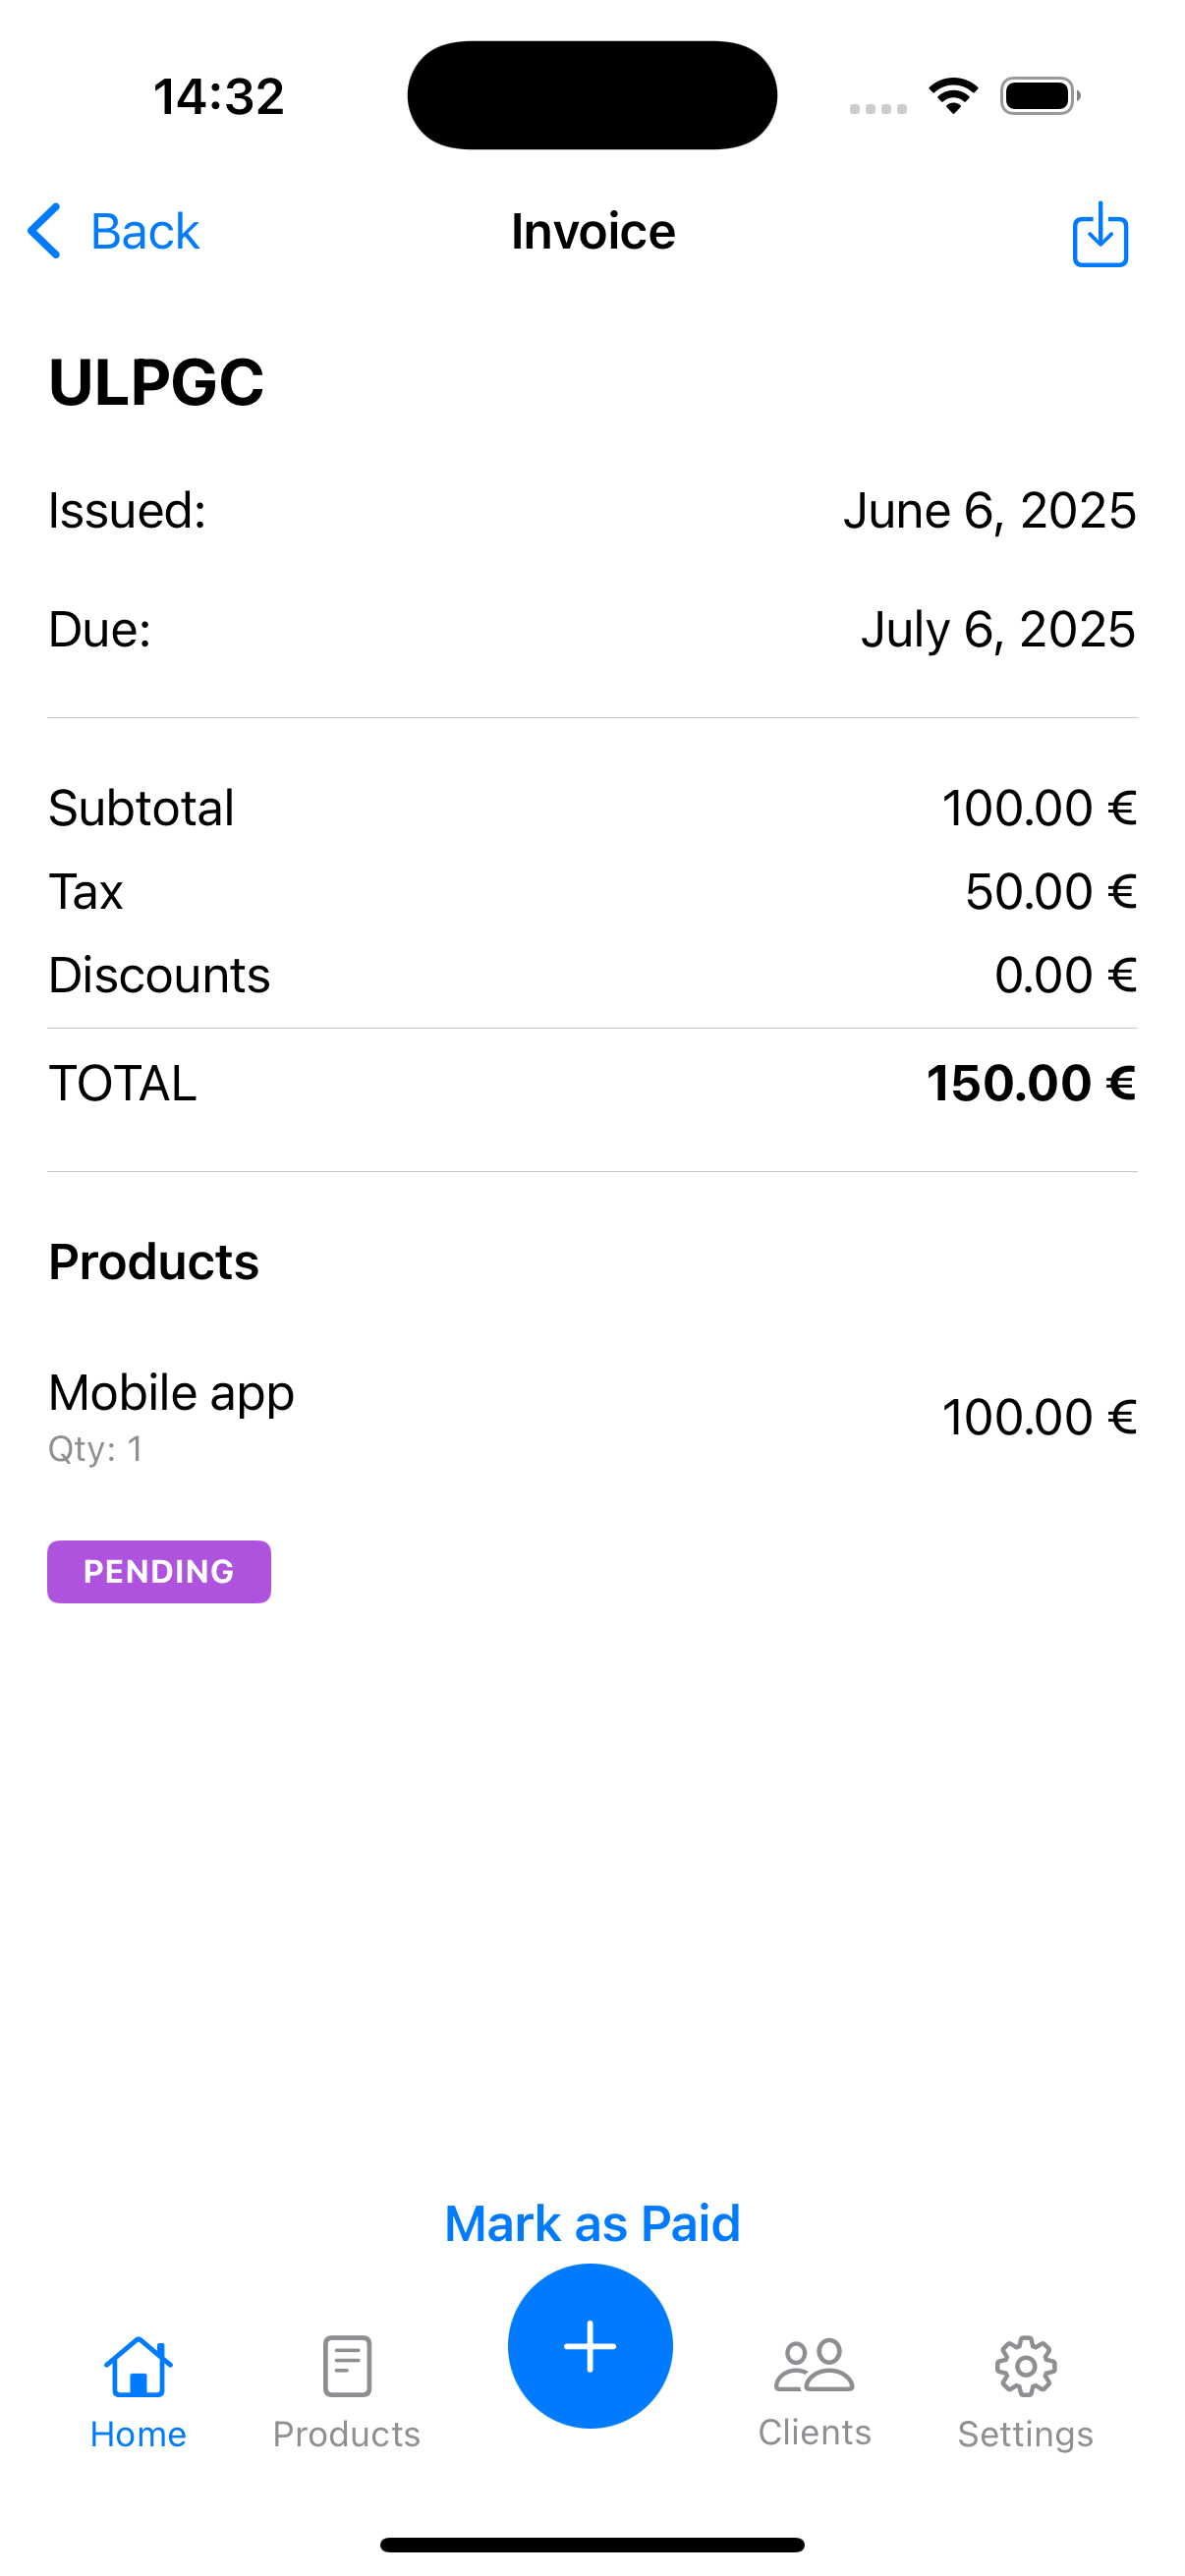 14:32
Back
Invoice
ULPGC
Issued: June 6, 2025
Due: July 6, 2025
Subtotal 100.00 €
Tax 50.00 €
Discounts 0.00 €
TOTAL 150.00 €
Products
Mobile app 100.00 €
Qty: 1
PENDING
Mark as Paid
Home Products Clients Settings